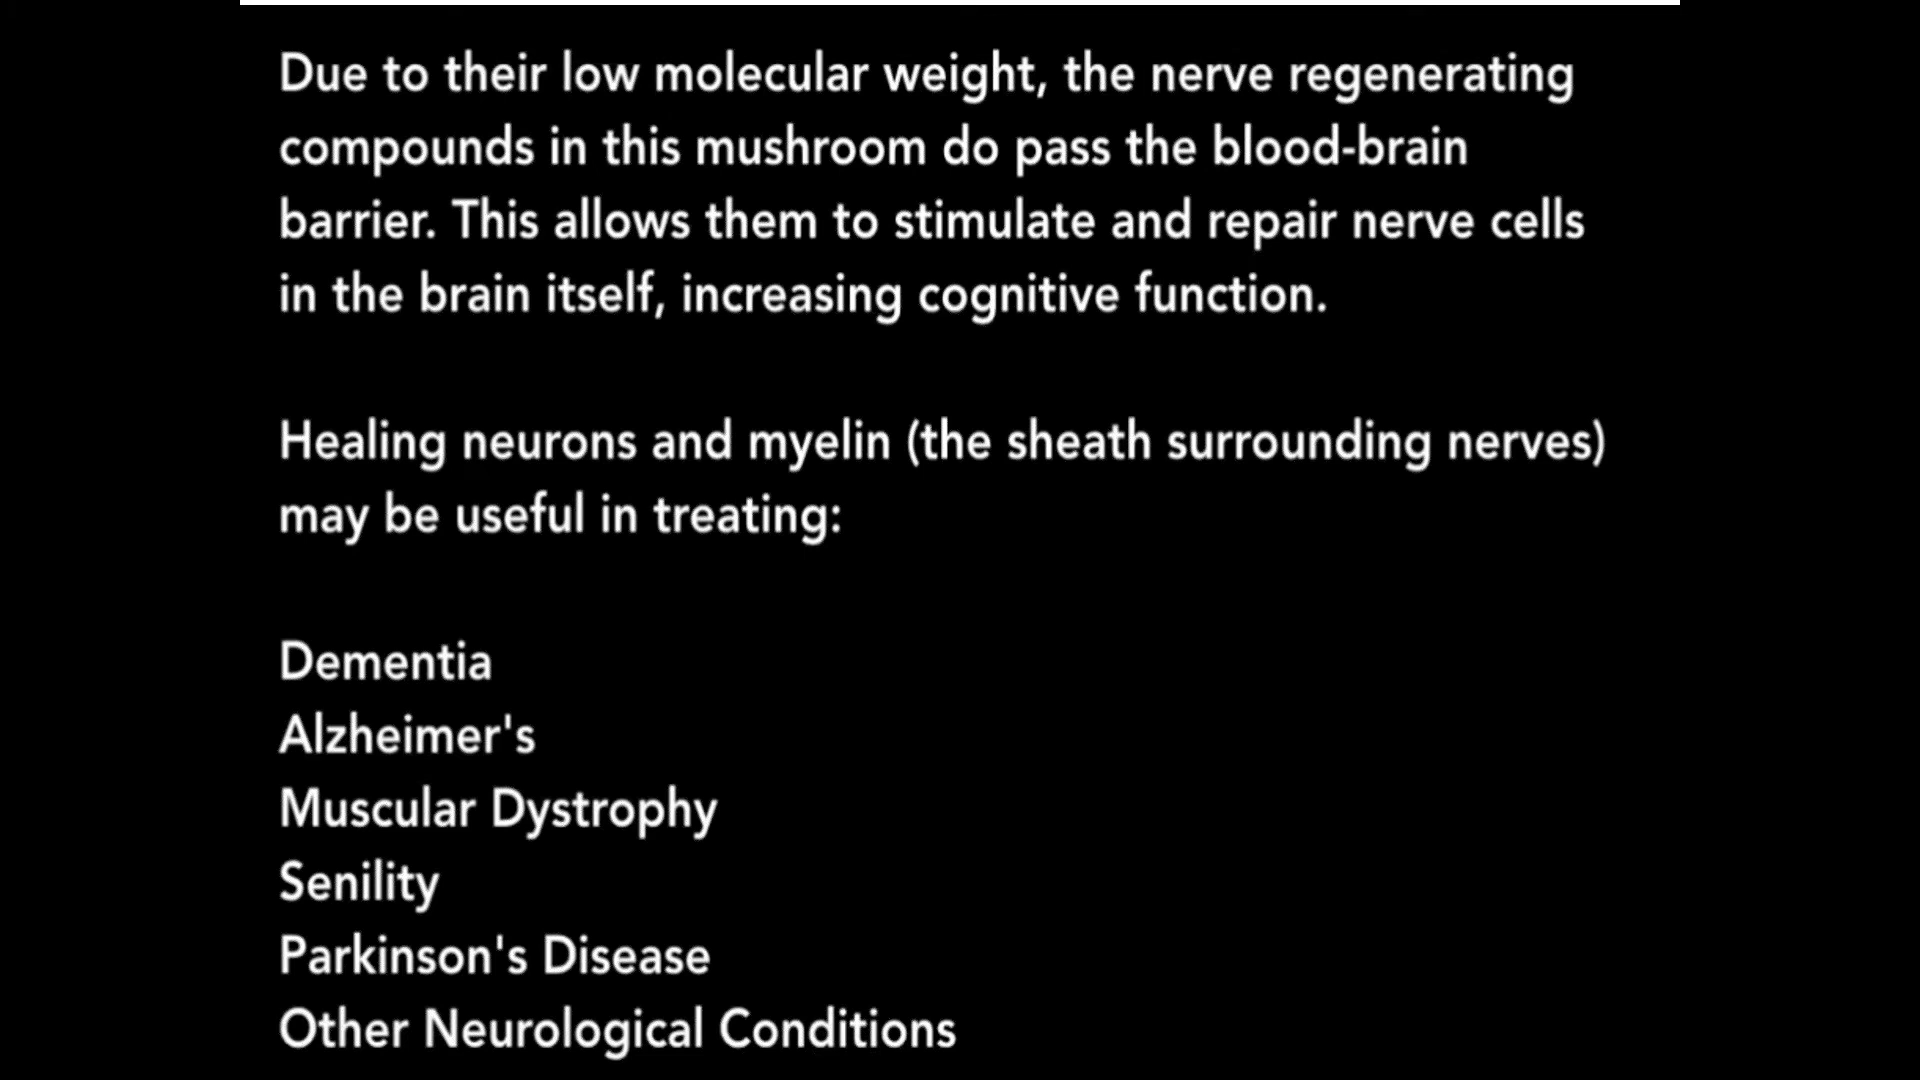 Due to their low molecular weight, the nerve regenerating
compounds in this mushroom do pass the blood-brain
barrier. This allows them to stimulate and repair nerve cells
in the brain itself, increasing cognitive function.
Healing neurons and myelin (the sheath surrounding nerves)
may be useful in treating:
Dementia
Alzheimer's
Muscular Dystrophy
Senility
Parkinson's Disease
Other Neurological Conditions